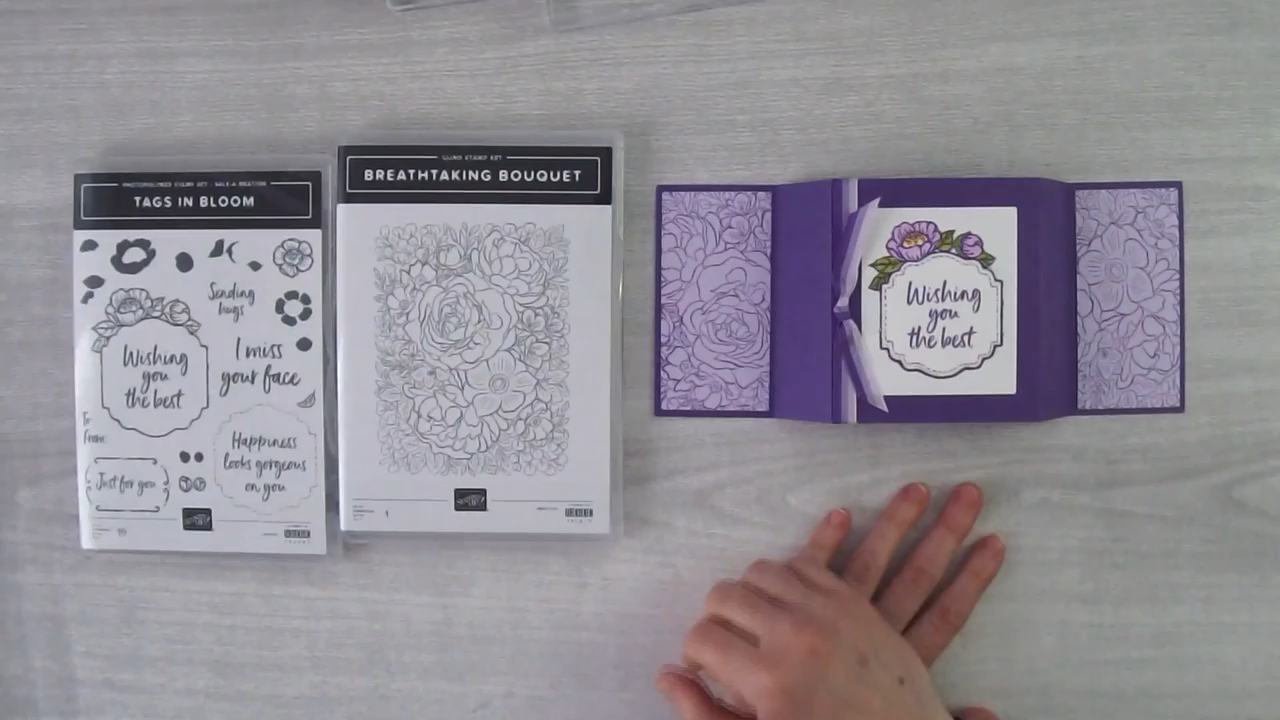 TAGS IN BLOOM
Sending
hugs
Wishing
you
the best
I miss
your face
To
From
Happiness
looks gorgeous
on you
Just for you
BREATHTAKING BOUQUET
Wishing
you
the best